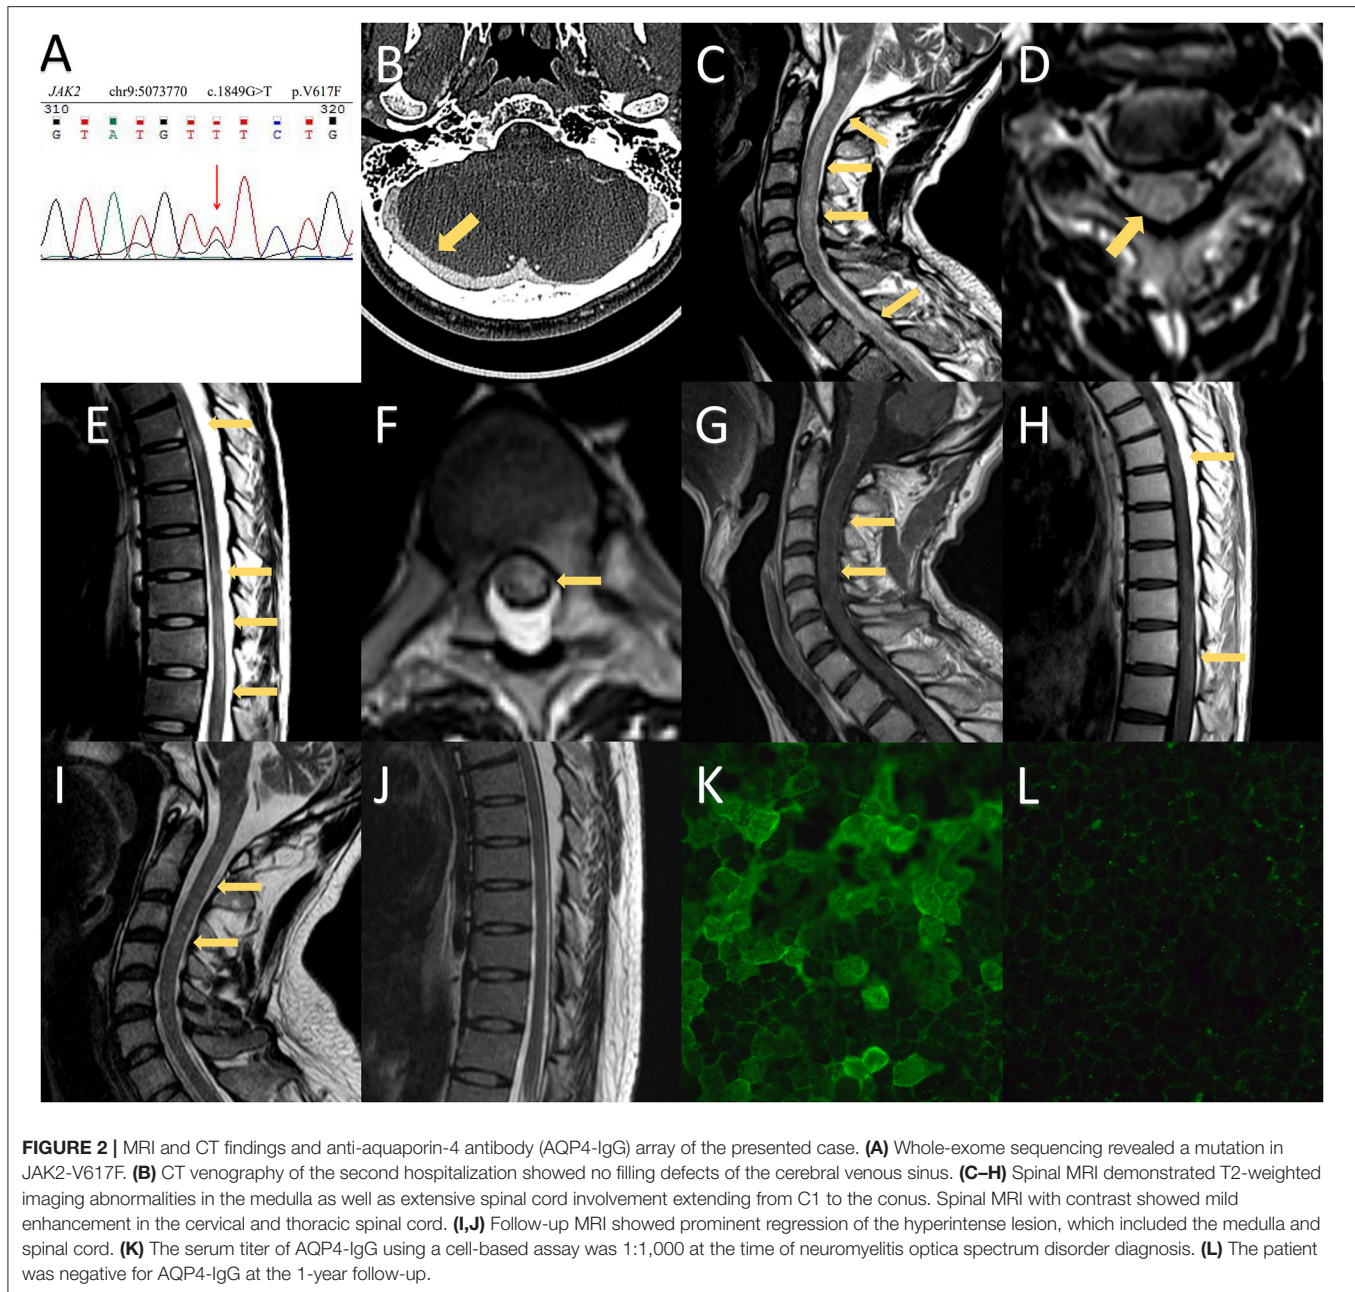 A
JAK2 chr9:5073770 c.1849G>T p.V617F
310 320
G T A T G T T T C T G
B
C
D
E
F
G
H
I
J
K
L
FIGURE 2 | MRI and CT findings and anti-aquaporin-4 antibody (AQP4-IgG) array of the presented case. (A) Whole-exome sequencing revealed a mutation in
JAK2-V617F. (B) CT venography of the second hospitalization showed no filling defects of the cerebral venous sinus. (C–H) Spinal MRI demonstrated T2-weighted
imaging abnormalities in the medulla as well as extensive spinal cord involvement extending from C1 to the conus. Spinal MRI with contrast showed mild
enhancement in the cervical and thoracic spinal cord. (I,J) Follow-up MRI showed prominent regression of the hyperintense lesion, which included the medulla and
spinal cord. (K) The serum titer of AQP4-IgG using a cell-based assay was 1:1,000 at the time of neuromyelitis optica spectrum disorder diagnosis. (L) The patient
was negative for AQP4-IgG at the 1-year follow-up.